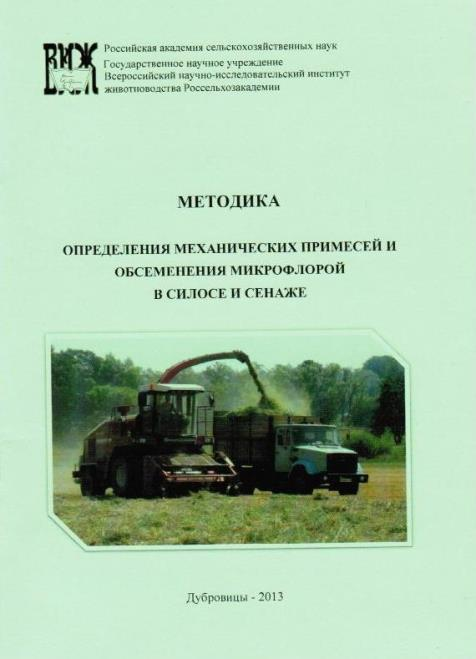 ВИЖ
Российская академия сельскохозяйственных наук
Государственное научное учреждение
Всероссийский научно-исследовательский институт
животноводства Россельхозакадемии
МЕТОДИКА
ОПРЕДЕЛЕНИЯ МЕХАНИЧЕСКИХ ПРИМЕСЕЙ И
ОБСЕМЕНЕНИЯ МИКРОФЛОРОЙ
В СИЛОСЕ И СЕНАЖЕ
Дубровицы - 2013